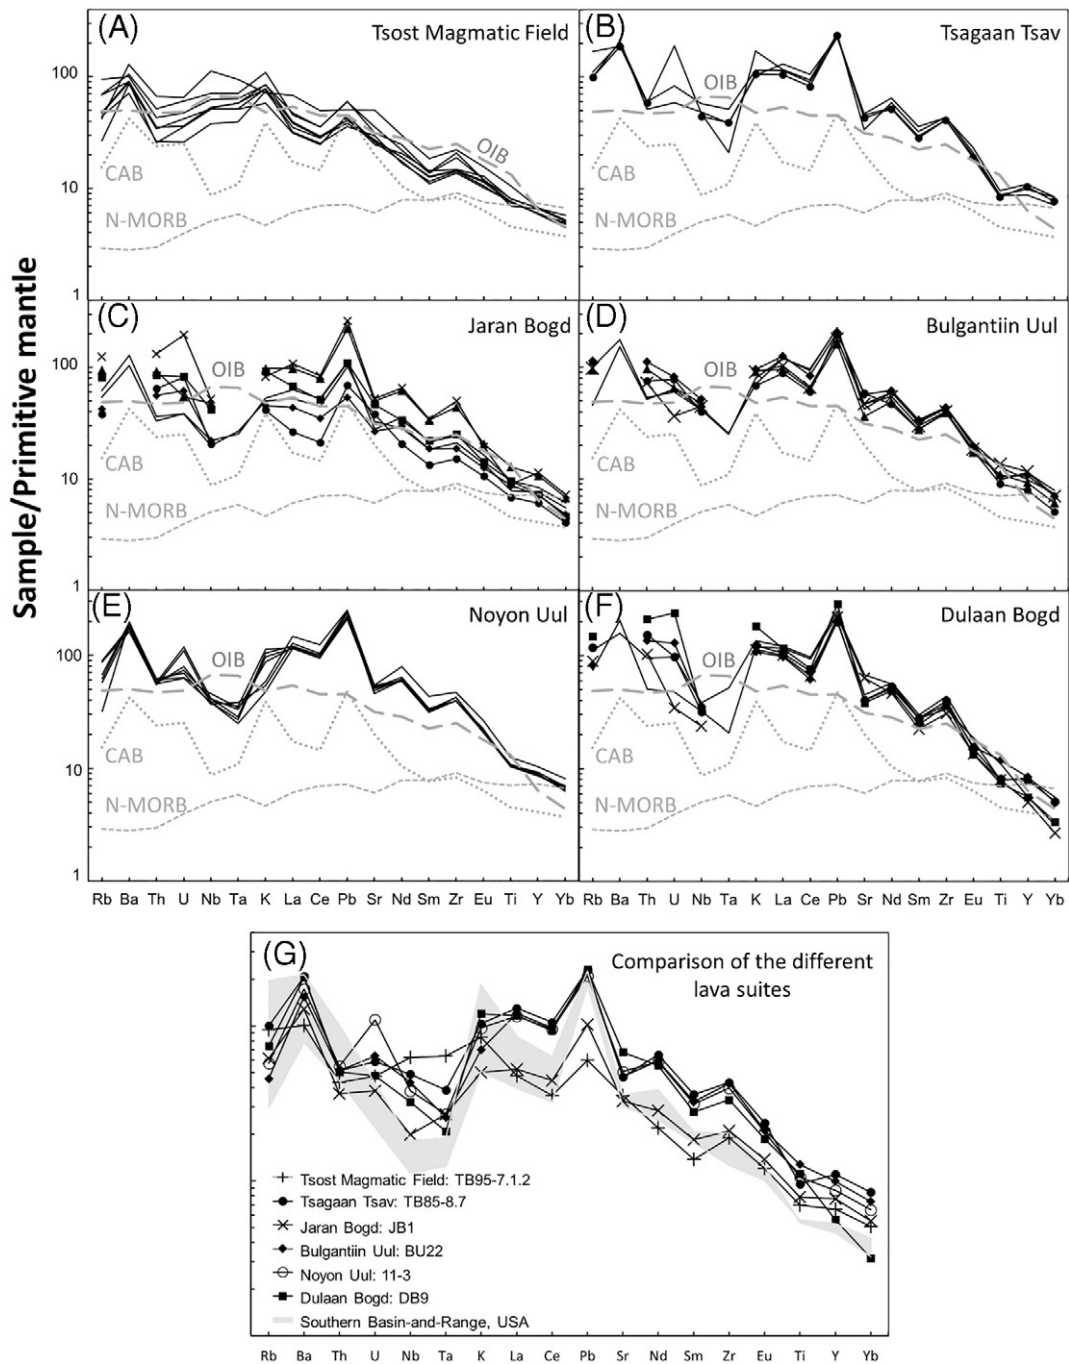 (A) Tsost Magmatic Field
100
OIB
CAB
10
N-MORB
1
(B) Tsagaan Tsav
OIB
CAB
N-MORB
Sample/Primitive mantle
(C) Jaran Bogd
100
OIB
CAB
10
N-MORB
1
(D) Bulgantiin Uul
OIB
CAB
N-MORB
(E) Noyon Uul
100
OIB
CAB
10
N-MORB
1
Rb Ba Th U Nb Ta K La Ce Pb Sr Nd Sm Zr Eu Ti Y Yb
(F) Dulaan Bogd
OIB
CAB
N-MORB
Rb Ba Th U Nb Ta K La Ce Pb Sr Nd Sm Zr Eu Ti Y Yb
(G) Comparison of the different
lava suites
Tsost Magmatic Field: TB95-7.1.2
Tsagaan Tsav: TB85-8.7
Jaran Bogd: JB1
Bulgantiin Uul: BU22
Noyon Uul: 11-3
Dulaan Bogd: DB9
Southern Basin-and-Range, USA
Rb Ba Th U Nb Ta K La Ce Pb Sr Nd Sm Zr Eu Ti Y Yb